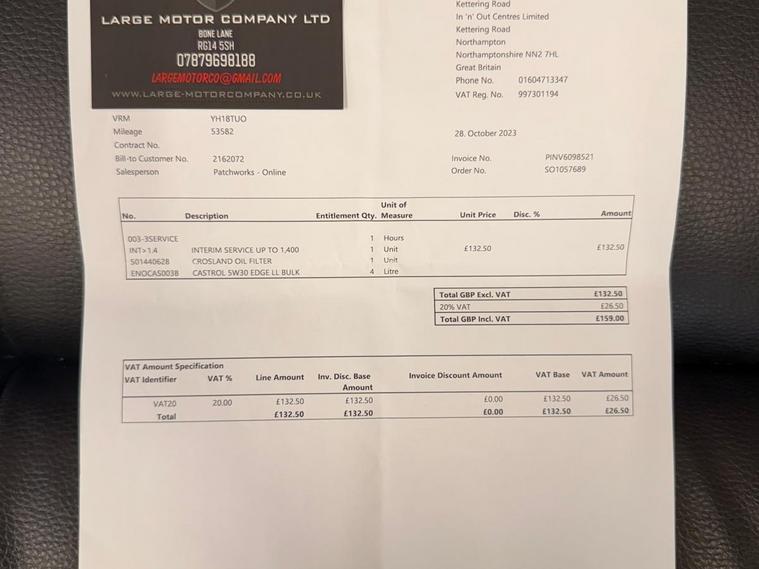 LARGE MOTOR COMPANY LTD
BONE LANE
RG14 5SH
07879698188
LARGEMOTORCO@GMAIL.COM
WWW.LARGE-MOTORCOMPANY.CO.UK
Kettering Road
In 'n' Out Centres Limited
Kettering Road
Northampton
Northamptonshire NN2 7HL
Great Britain
Phone No. 01604713347
VAT Reg. No. 997301194
VRM YH18TUO
Mileage 53582
Contract No.
Bill-to Customer No. 2162072
Salesperson Patchworks - Online
28. October 2023
Invoice No. PINV6098521
Order No. SO1057689
No. Description Entitlement Qty. Unit of Measure Unit Price Disc. % Amount
003-3SERVICE 1 Hours
INT>1.4 INTERIM SERVICE UP TO 1,400 1 Unit £132.50 £132.50
S01440628 CROSLAND OIL FILTER 1 Unit
ENOCAS003B CASTROL 5W30 EDGE LL BULK 4 Litre
Total GBP Excl. VAT £132.50
20% VAT £26.50
Total GBP Incl. VAT £159.00
VAT Amount Specification
VAT Identifier VAT % Line Amount Inv. Disc. Base Amount Invoice Discount Amount VAT Base VAT Amount
VAT20 20.00 £132.50 £132.50 £0.00 £132.50 £26.50
Total £132.50 £132.50 £0.00 £132.50 £26.50